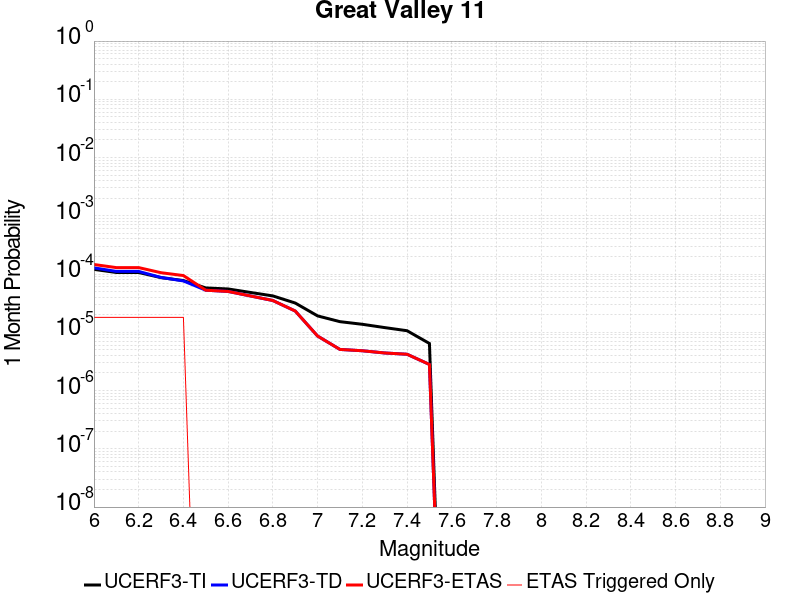 Great Valley 11
10^0
10^-1
10^-2
10^-3
10^-4
10^-5
10^-6
10^-7
10^-8
1 Month Probability
6 6.2 6.4 6.6 6.8 7 7.2 7.4 7.6 7.8 8 8.2 8.4 8.6 8.8 9
Magnitude
UCERF3-TI UCERF3-TD UCERF3-ETAS ETAS Triggered Only